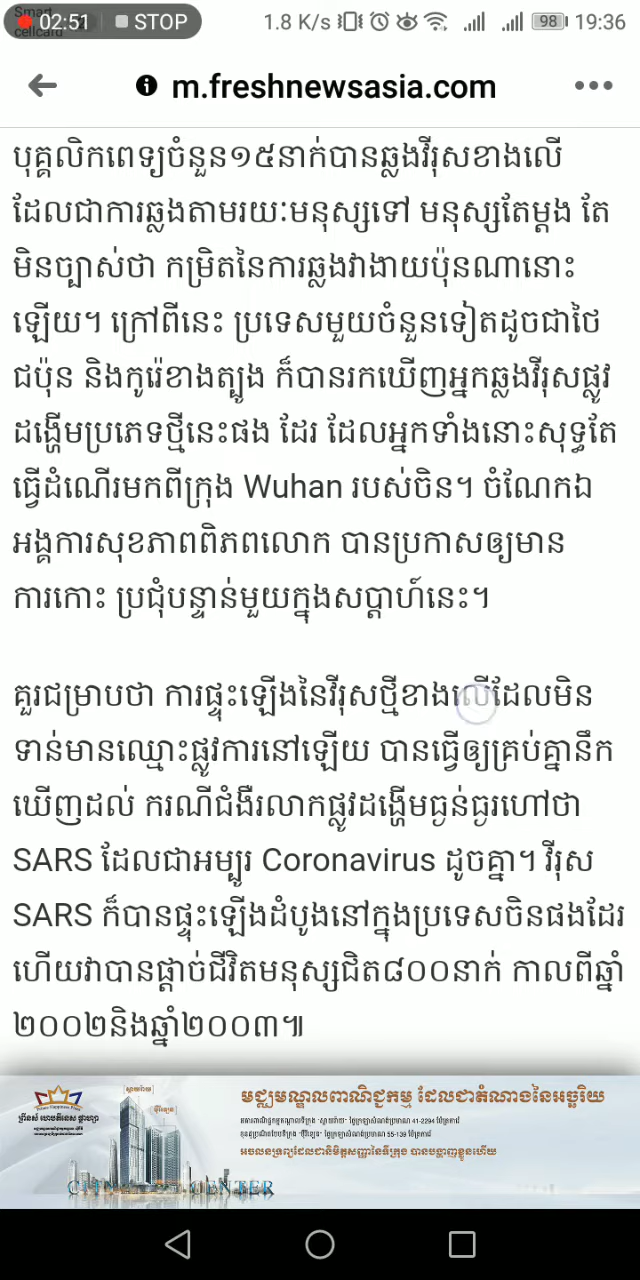 Smart
cellcard
02:51 STOP 1.8 K/s 98 19:36
m.freshnewsasia.com
បុគ្គលិកពេទ្យចំនួន១៥នាក់បានឆ្លងវីរុសខាងលើ
ដែលជាការឆ្លងតាមរយៈមនុស្សទៅ មនុស្សតែម្តង តែ
មិនច្បាស់ថា កម្រិតនៃការឆ្លងវាងាយប៉ុនណានោះ
ឡើយ។ ក្រៅពីនេះ ប្រទេសមួយចំនួនទៀតដូចជាថៃ
ជប៉ុន និងកូរ៉េខាងត្បូង ក៏បានរកឃើញអ្នកឆ្លងវីរុសផ្លូវ
ដង្ហើមប្រភេទថ្មីនេះផង ដែរ ដែលអ្នកទាំងនោះសុទ្ធតែ
ធ្វើដំណើរមកពីក្រុង Wuhan របស់ចិន។ ចំណែកឯ
អង្គការសុខភាពពិភពលោក បានប្រកាសឲ្យមាន
ការកោះ ប្រជុំបន្ទាន់មួយក្នុងសប្តាហ៍នេះ។
គួរជម្រាបថា ការផ្ទុះឡើងនៃវីរុសថ្មីខាងលើដែលមិន
ទាន់មានឈ្មោះផ្លូវការនៅឡើយ បានធ្វើឲ្យគ្រប់គ្នានឹក
ឃើញដល់ ករណីជំងឺរលាកផ្លូវដង្ហើមធ្ងន់ធ្ងរហៅថា
SARS ដែលជាអម្បូរ Coronavirus ដូចគ្នា។ វីរុស
SARS ក៏បានផ្ទុះឡើងដំបូងនៅក្នុងប្រទេសចិនផងដែរ
ហើយវាបានផ្តាច់ជីវិតមនុស្សជិត៨០០នាក់ កាលពីឆ្នាំ
២០០២និងឆ្នាំ២០០៣៕
មជ្ឈមណ្ឌលពាណិជ្ជកម្ម ដែលជាតំណាងនៃអច្ឆរិយ